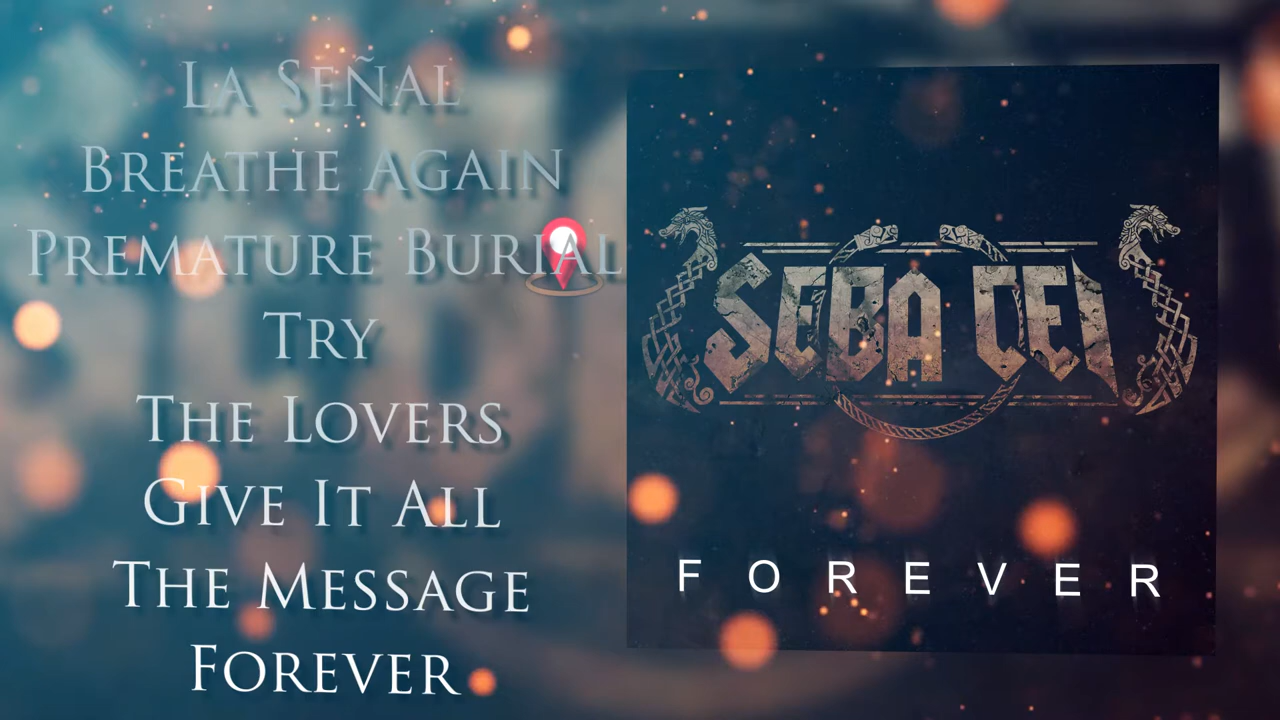 La Señal
Breathe Again
Premature Burial
Try
The Lovers
Give It All
The Message
Forever
SEBA CEI
FOREVER